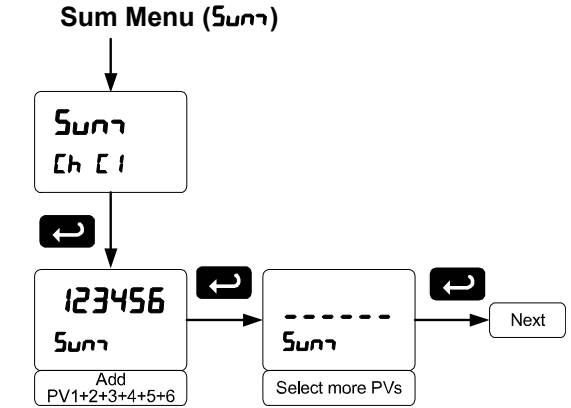 Sum Menu (Sum)
Sum
Ch C1
123456
Sum
Add
PV1+2+3+4+5+6
------
Sum
Select more PVs
Next